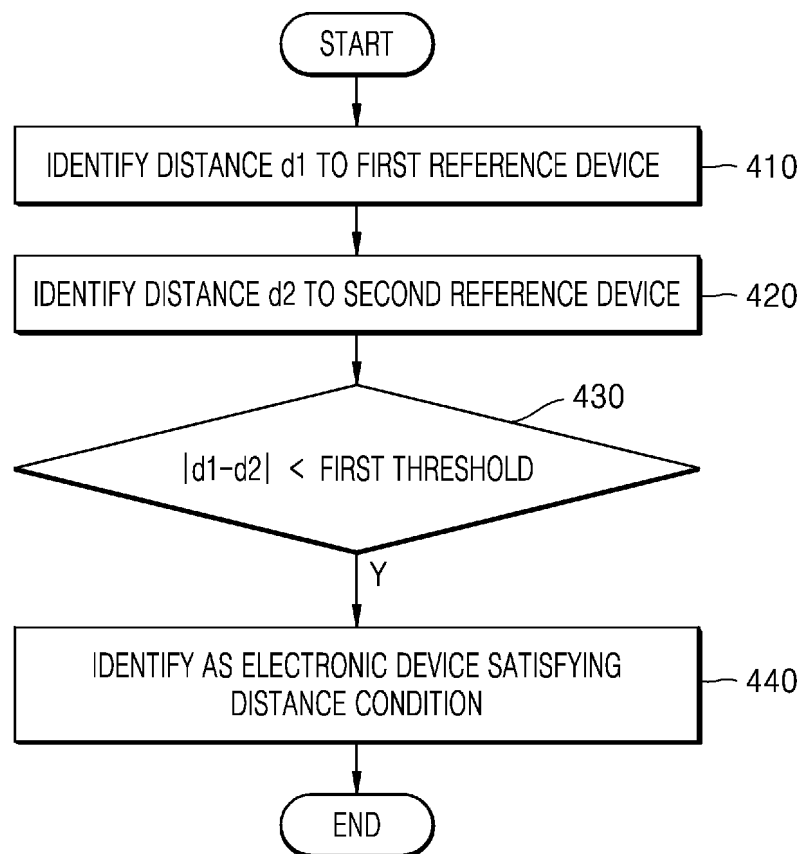 START
IDENTIFY DISTANCE d1 TO FIRST REFERENCE DEVICE
410
IDENTIFY DISTANCE d2 TO SECOND REFERENCE DEVICE
420
430
|d1-d2| < FIRST THRESHOLD
Y
IDENTIFY AS ELECTRONIC DEVICE SATISFYING
DISTANCE CONDITION
440
END